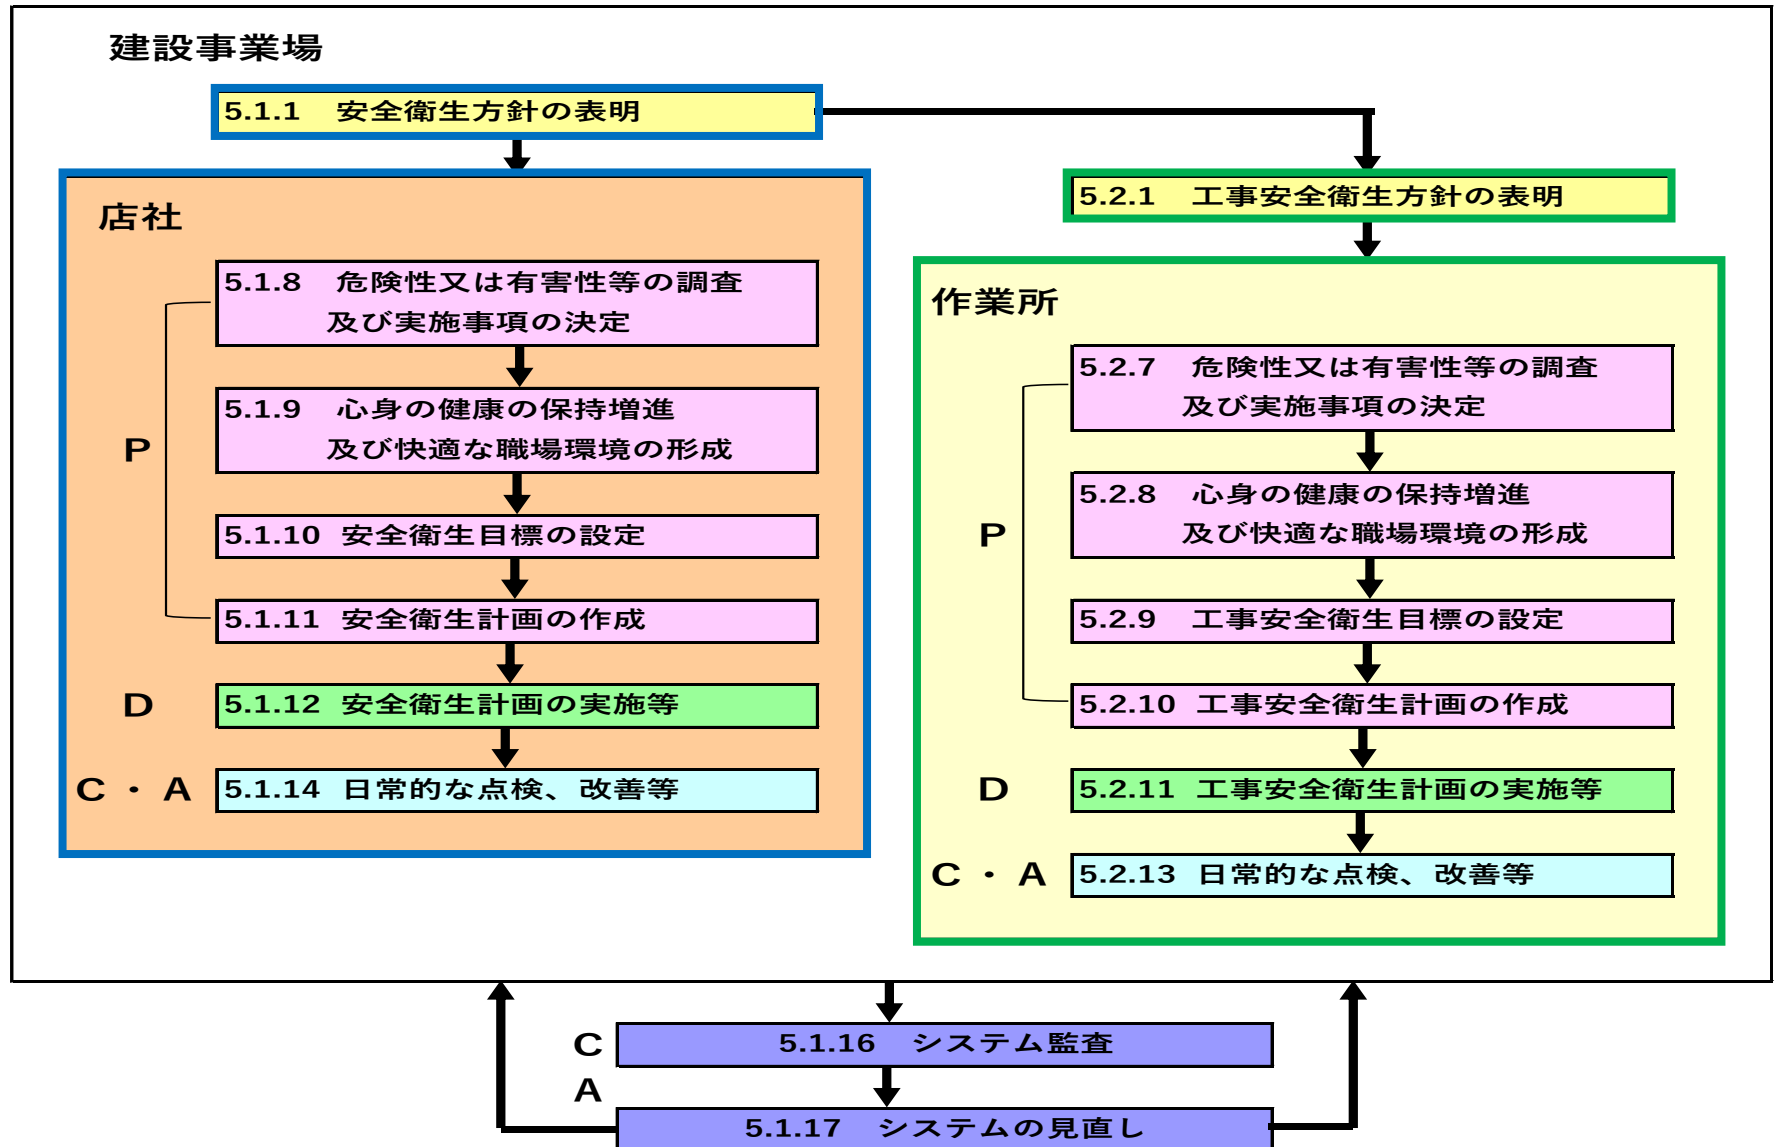 建設事業場
5.1.1 安全衛生方針の表明
店社
5.1.8 危険性又は有害性等の調査
及び実施事項の決定
5.1.9 心身の健康の保持増進
及び快適な職場環境の形成
P
5.1.10 安全衛生目標の設定
5.1.11 安全衛生計画の作成
D
5.1.12 安全衛生計画の実施等
C・A
5.1.14 日常的な点検、改善等
5.2.1 工事安全衛生方針の表明
作業所
5.2.7 危険性又は有害性等の調査
及び実施事項の決定
5.2.8 心身の健康の保持増進
及び快適な職場環境の形成
P
5.2.9 工事安全衛生目標の設定
5.2.10 工事安全衛生計画の作成
D
5.2.11 工事安全衛生計画の実施等
C・A
5.2.13 日常的な点検、改善等
C
5.1.16 システム監査
A
5.1.17 システムの見直し